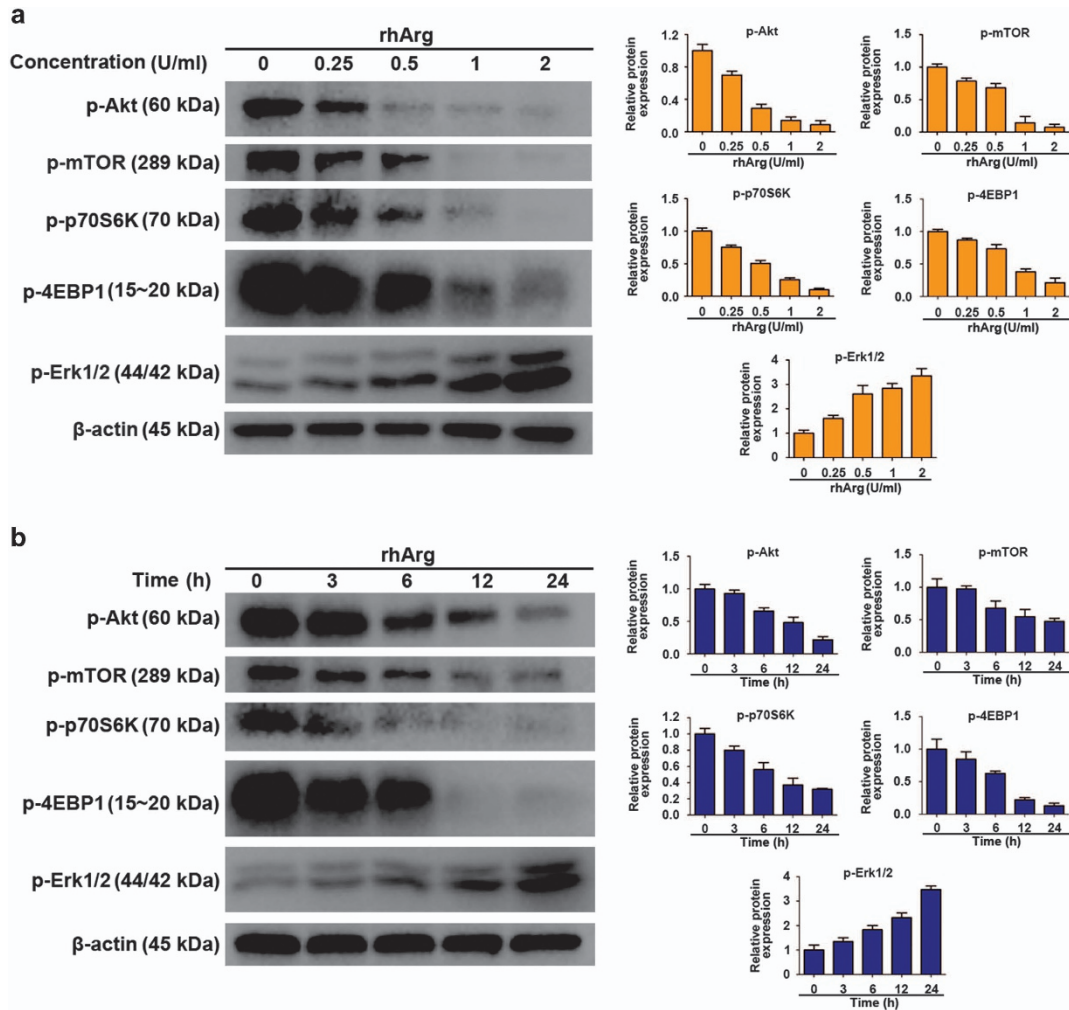 a
rhArg
Concentration (U/ml) 0 0.25 0.5 1 2
p-Akt (60 kDa)
p-mTOR (289 kDa)
p-p70S6K (70 kDa)
p-4EBP1 (15~20 kDa)
p-Erk1/2 (44/42 kDa)
β-actin (45 kDa)
p-Akt
Relative protein
expression
1.2
0.8
0.4
0.0
0 0.25 0.5 1 2
rhArg (U/ml)
p-mTOR
Relative protein
expression
1.5
1.0
0.5
0.0
0 0.25 0.5 1 2
rhArg (U/ml)
p-p70S6K
Relative protein
expression
1.5
1.0
0.5
0.0
0 0.25 0.5 1 2
rhArg (U/ml)
p-4EBP1
Relative protein
expression
1.5
1.0
0.5
0.0
0 0.25 0.5 1 2
rhArg (U/ml)
p-Erk1/2
Relative protein
expression
4
3
2
1
0
0 0.25 0.5 1 2
rhArg (U/ml)
b
rhArg
Time (h) 0 3 6 12 24
p-Akt (60 kDa)
p-mTOR (289 kDa)
p-p70S6K (70 kDa)
p-4EBP1 (15~20 kDa)
p-Erk1/2 (44/42 kDa)
β-actin (45 kDa)
p-Akt
Relative protein
expression
1.5
1.0
0.5
0.0
0 3 6 12 24
Time (h)
p-mTOR
Relative protein
expression
1.5
1.0
0.5
0.0
0 3 6 12 24
Time (h)
p-p70S6K
Relative protein
expression
1.2
1.0
0.8
0.6
0.4
0.2
0.0
0 3 6 12 24
Time (h)
p-4EBP1
Relative protein
expression
1.5
1.0
0.5
0.0
0 3 6 12 24
Time (h)
p-Erk1/2
Relative protein
expression
4
3
2
1
0
0 3 6 12 24
Time (h)